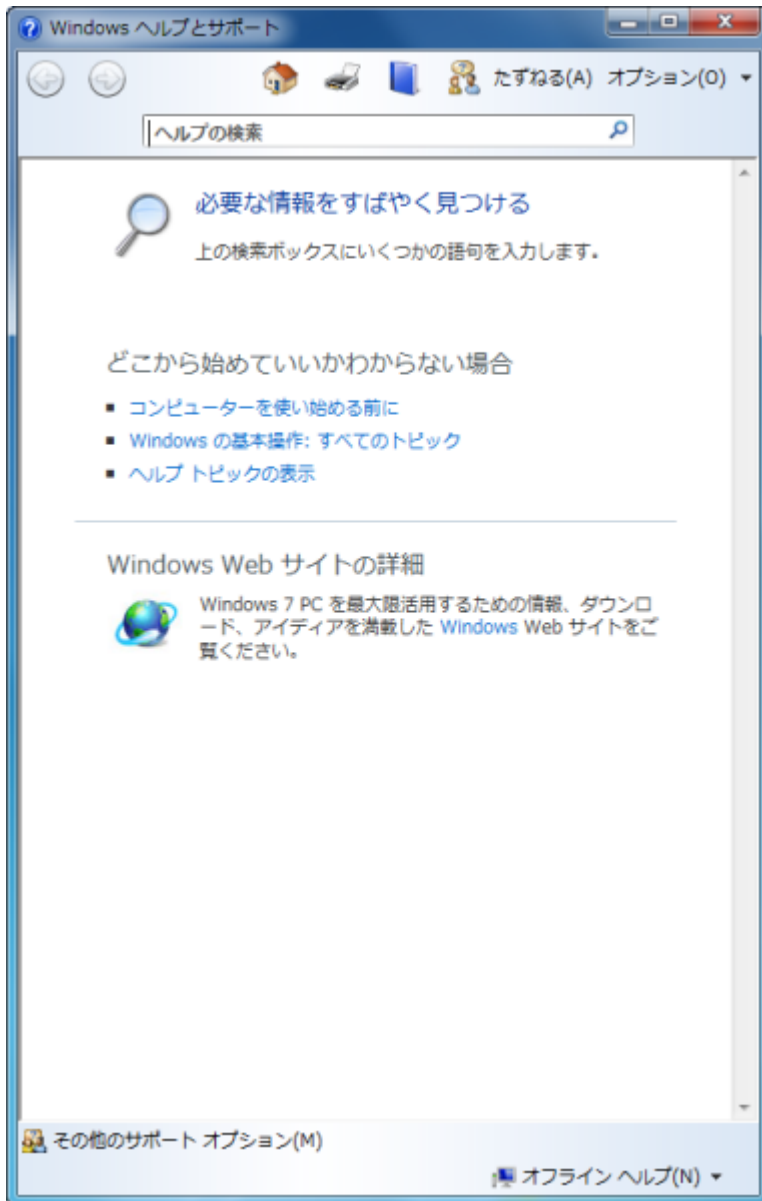 Windows ヘルプとサポート
たずねる(A) オプション(O)
ヘルプの検索
必要な情報をすばやく見つける
上の検索ボックスにいくつかの語句を入力します。
どこから始めていいかわからない場合
コンピューターを使い始める前に
Windows の基本操作: すべてのトピック
ヘルプ トピックの表示
Windows Web サイトの詳細
Windows 7 PC を最大限活用するための情報、ダウンロ
ード、アイディアを満載した Windows Web サイトをご
覧ください。
その他のサポート オプション(M)
オフライン ヘルプ(N)